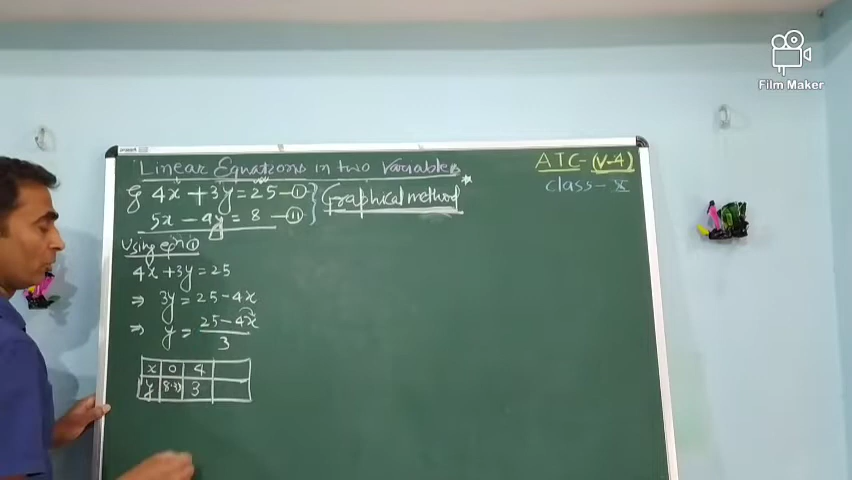 Film Maker
Linear Equations in two Variables
ATC-(V-4)
class-X
4x+3y=25-(I)
5x-4y=8-(II)
Graphical method*
Using eqn (I)
4x+3y=25
⇒ 3y=25-4x
⇒ y=(25-4x)/3
x 0 4
y 8.33 3